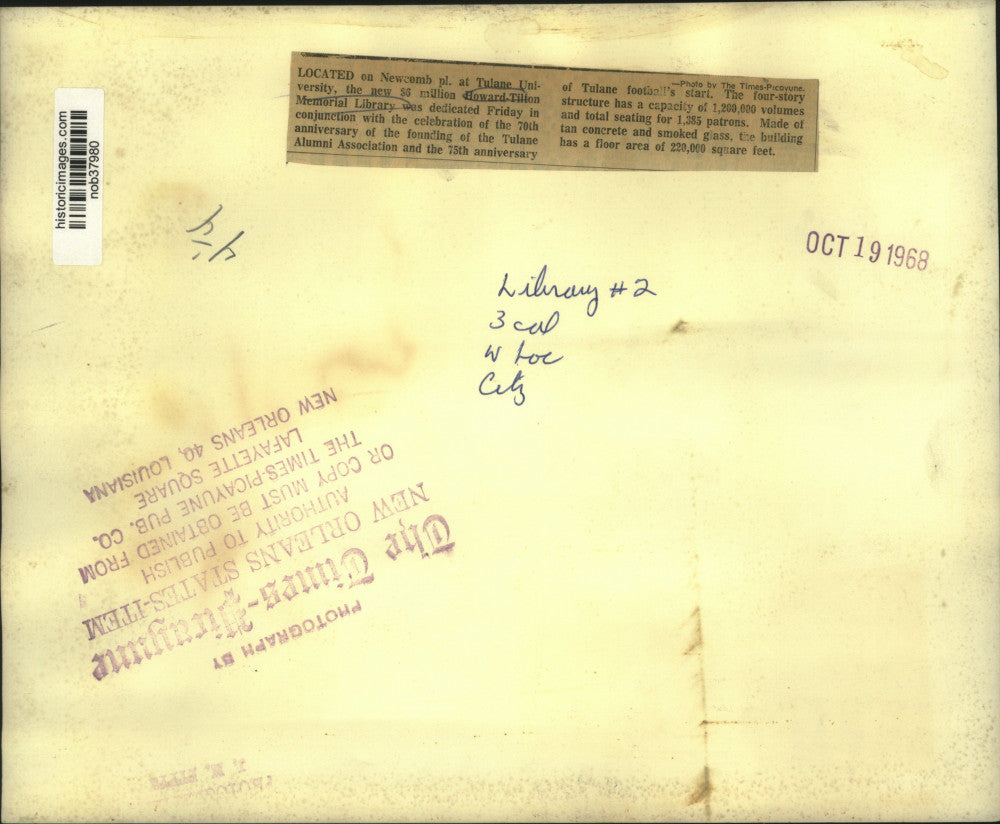 historicimages.com
nob37980
—Photo by The Times-Picayune.
LOCATED on Newcomb pl. at Tulane Uni-
versity, the new $6 million Howard-Tilton
Memorial Library was dedicated Friday in
conjunction with the celebration of the 70th
anniversary of the founding of the Tulane
Alumni Association and the 75th anniversary
of Tulane football's start. The four-story
structure has a capacity of 1,200,000 volumes
and total seating for 1,385 patrons. Made of
tan concrete and smoked glass, the building
has a floor area of 220,000 square feet.
OCT 19 1968
Library #2
3 col
W Loc
City
PHOTOGRAPH BY
The Times-Picayune
NEW ORLEANS STATES-ITEM
AUTHORITY TO PUBLISH
OR COPY MUST BE OBTAINED FROM
THE TIMES-PICAYUNE PUB. CO.
LAFAYETTE SQUARE
NEW ORLEANS 40, LOUISIANA